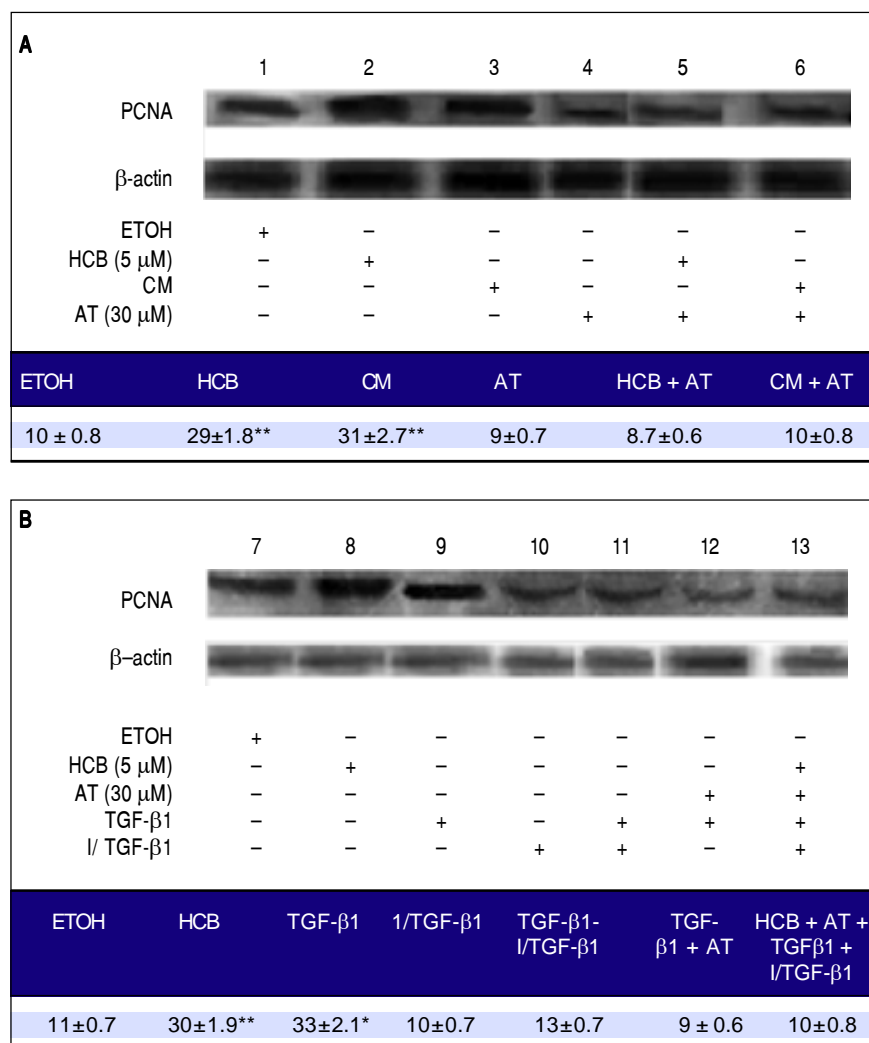 A
1 2 3 4 5 6
PCNA
β-actin
ETOH + – – – – –
HCB (5 μM) – + – – + –
CM – – + – – +
AT (30 μM) – – – + + +
ETOH HCB CM AT HCB + AT CM + AT
10 ± 0.8 29±1.8** 31±2.7** 9±0.7 8.7±0.6 10±0.8
B
7 8 9 10 11 12 13
PCNA
β–actin
ETOH + – – – – – –
HCB (5 μM) – + – – – – +
AT (30 μM) – – – – – + +
TGF-β1 – – + – + + +
I/ TGF-β1 – – – + + – +
ETOH HCB TGF-β1 1/TGF-β1 TGF-β1- TGF- HCB + AT +
I/TGF-β1 β1 + AT TGFβ1 +
I/TGF-β1
11±0.7 30±1.9** 33±2.1* 10±0.7 13±0.7 9 ± 0.6 10±0.8